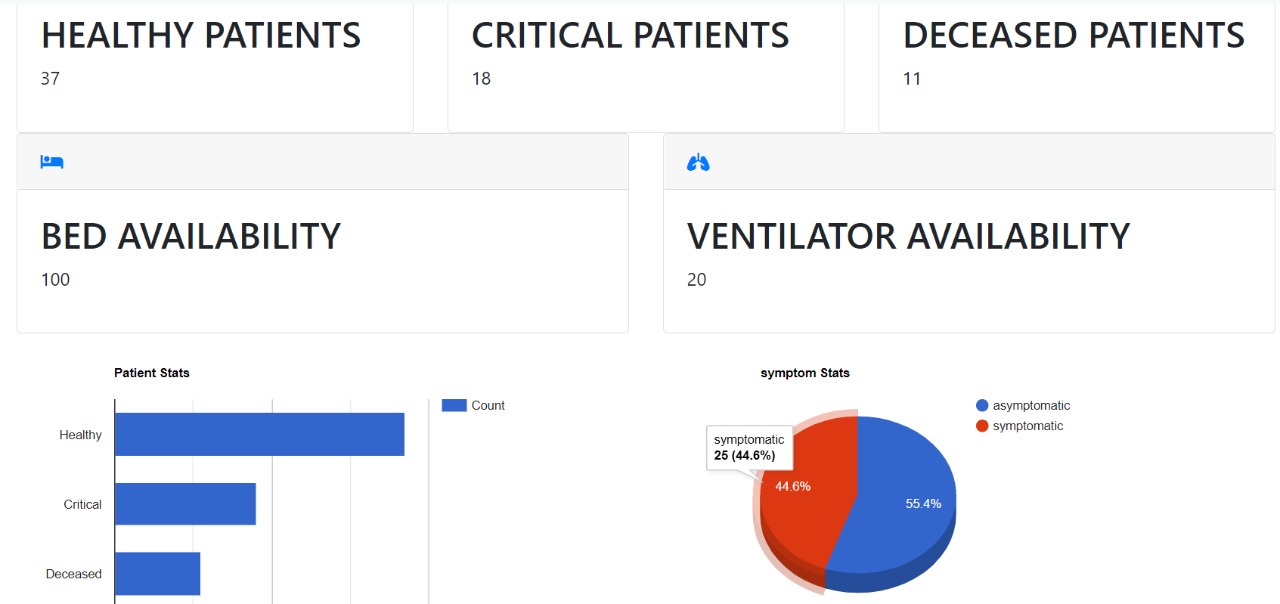 HEALTHY PATIENTS
37
CRITICAL PATIENTS
18
DECEASED PATIENTS
11
BED AVAILABILITY
100
VENTILATOR AVAILABILITY
20
Patient Stats
Count
Healthy
Critical
Deceased
symptom Stats
asymptomatic
symptomatic
symptomatic
25 (44.6%)
44.6%
55.4%